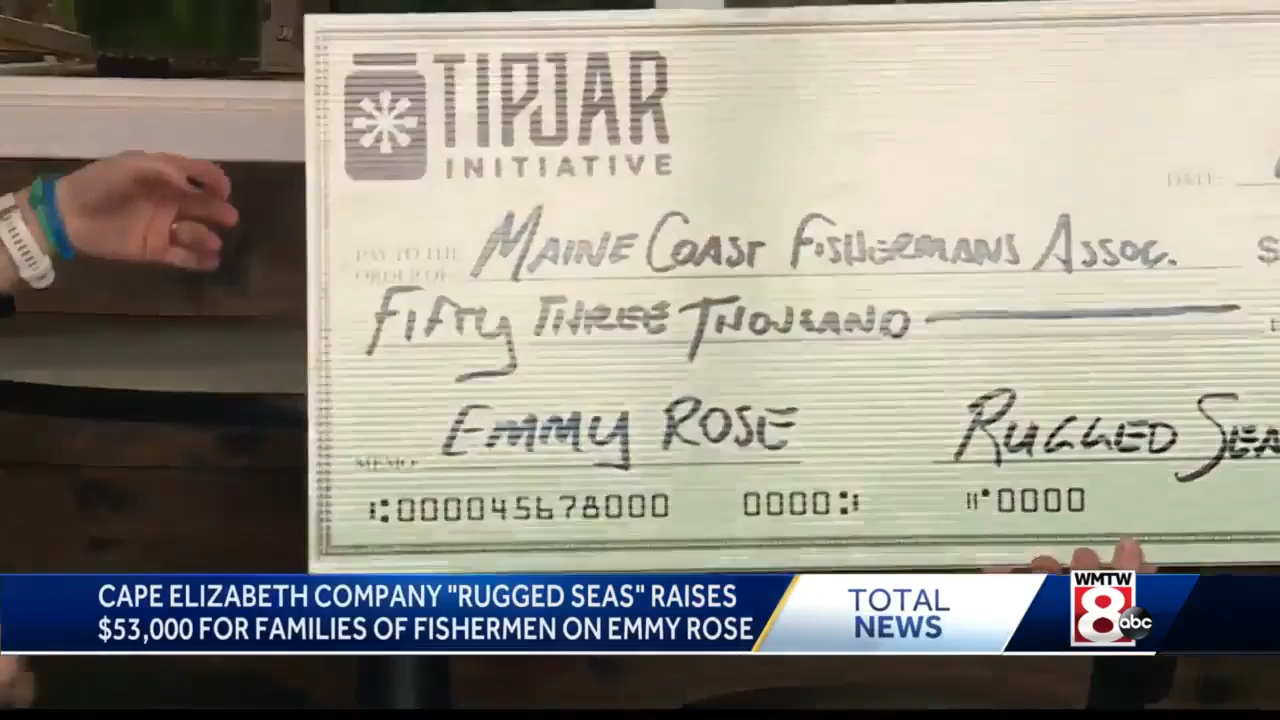 TIPJAR
INITIATIVE
DATE
PAY TO THE
ORDER OF
MAINE COAST FISHERMANS ASSOC. $
FIFTY THREE THOUSAND
EMMY ROSE
RUGGED SEA
MEMO
⑆000045678000 0000⑆ ⑈0000
CAPE ELIZABETH COMPANY "RUGGED SEAS" RAISES
$53,000 FOR FAMILIES OF FISHERMEN ON EMMY ROSE
TOTAL
NEWS
WMTW
8
abc